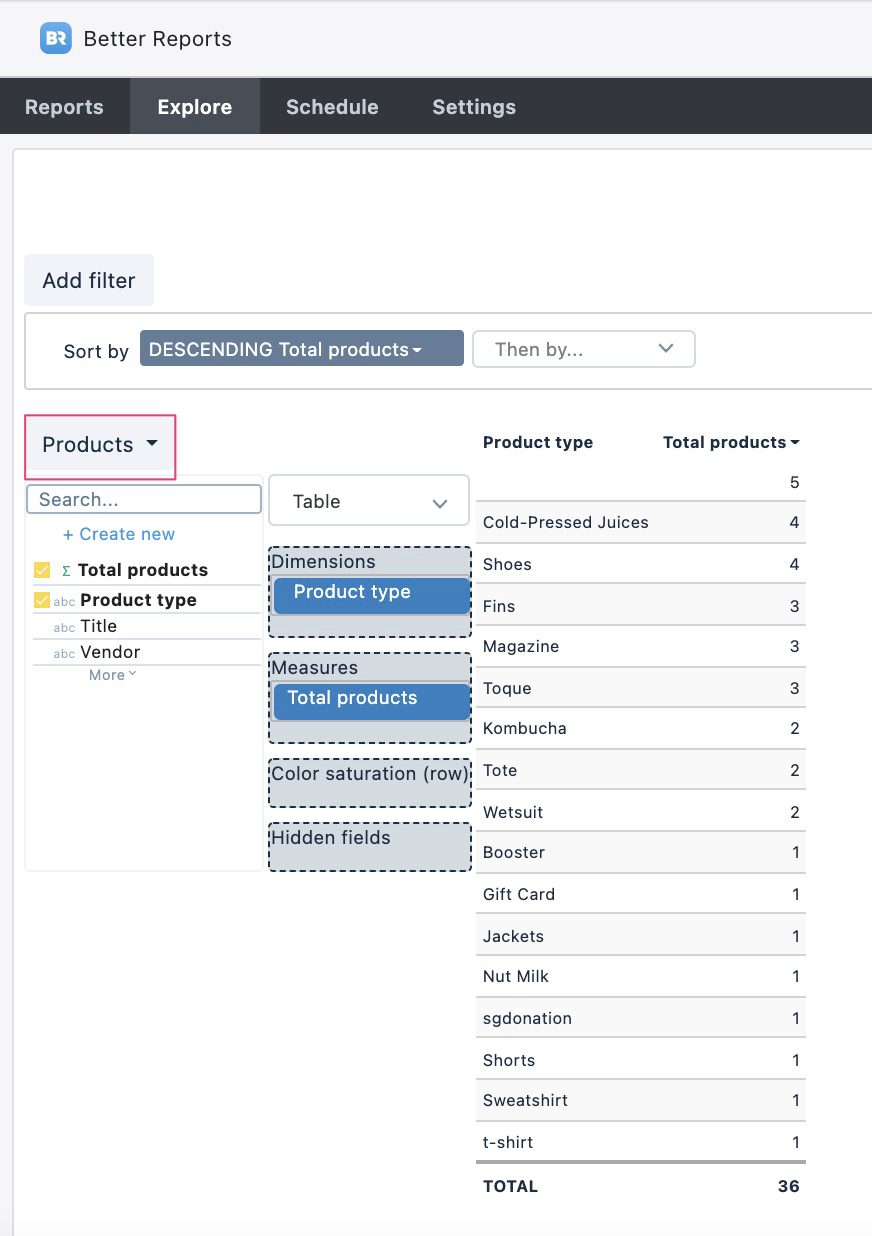 BR Better Reports
Reports Explore Schedule Settings
Add filter
Sort by DESCENDING Total products Then by...
Products
Search...
+ Create new
Σ Total products
abc Product type
abc Title
abc Vendor
More
Table
Dimensions
Product type
Measures
Total products
Color saturation (row)
Hidden fields
Product type Total products
5
Cold-Pressed Juices 4
Shoes 4
Fins 3
Magazine 3
Toque 3
Kombucha 2
Tote 2
Wetsuit 2
Booster 1
Gift Card 1
Jackets 1
Nut Milk 1
sgdonation 1
Shorts 1
Sweatshirt 1
t-shirt 1
TOTAL 36